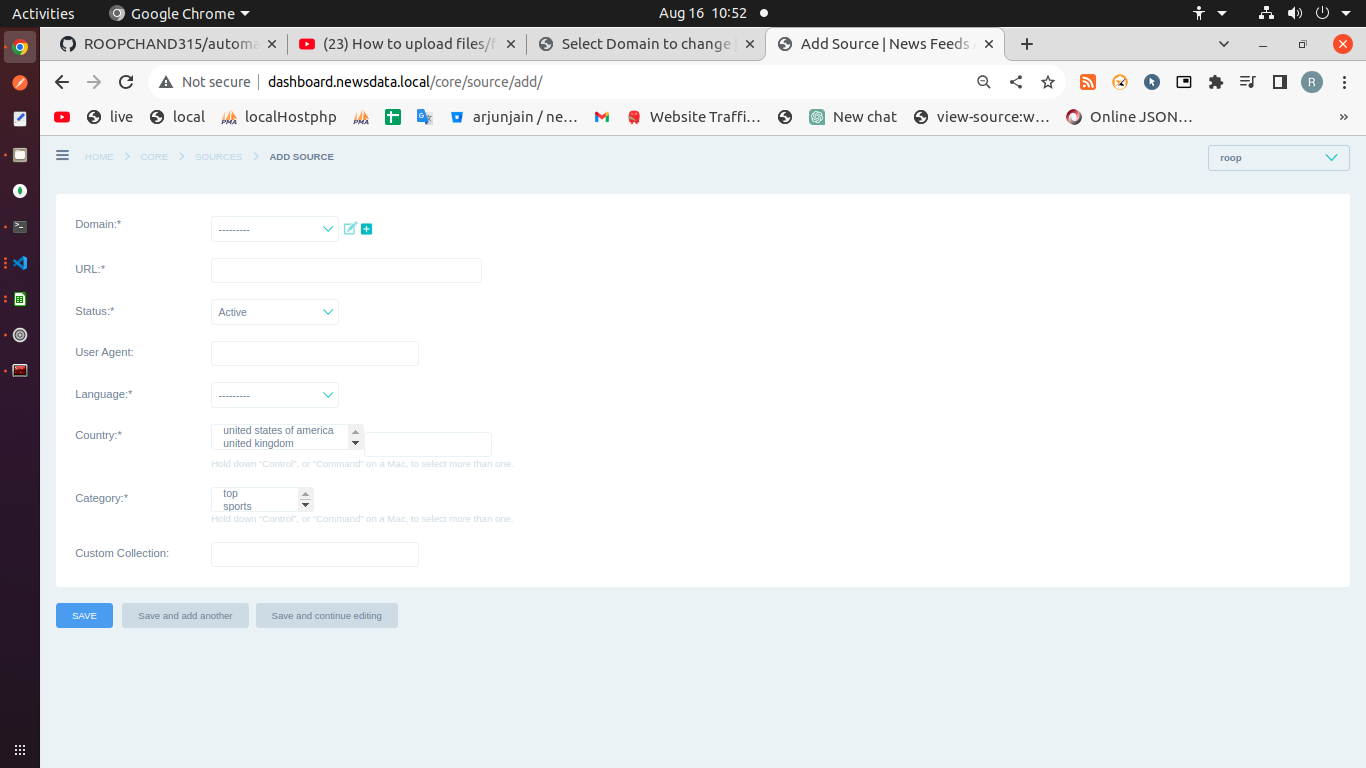 Activities Google Chrome Aug 16 10:52
ROOPCHAND315/automa (23) How to upload files/f Select Domain to change | Add Source | News Feeds A
Not secure dashboard.newsdata.local/core/source/add/ R
live local PMA localHostphp PMA arjunjain / ne… Website Traffi… New chat view-source:w… Online JSON… »
HOME CORE SOURCES ADD SOURCE roop
Domain:* ---------
URL:*
Status:* Active
User Agent:
Language:* ---------
Country:* united states of america
united kingdom
Hold down “Control”, or “Command” on a Mac, to select more than one.
Category:* top
sports
Hold down “Control”, or “Command” on a Mac, to select more than one.
Custom Collection:
SAVE Save and add another Save and continue editing